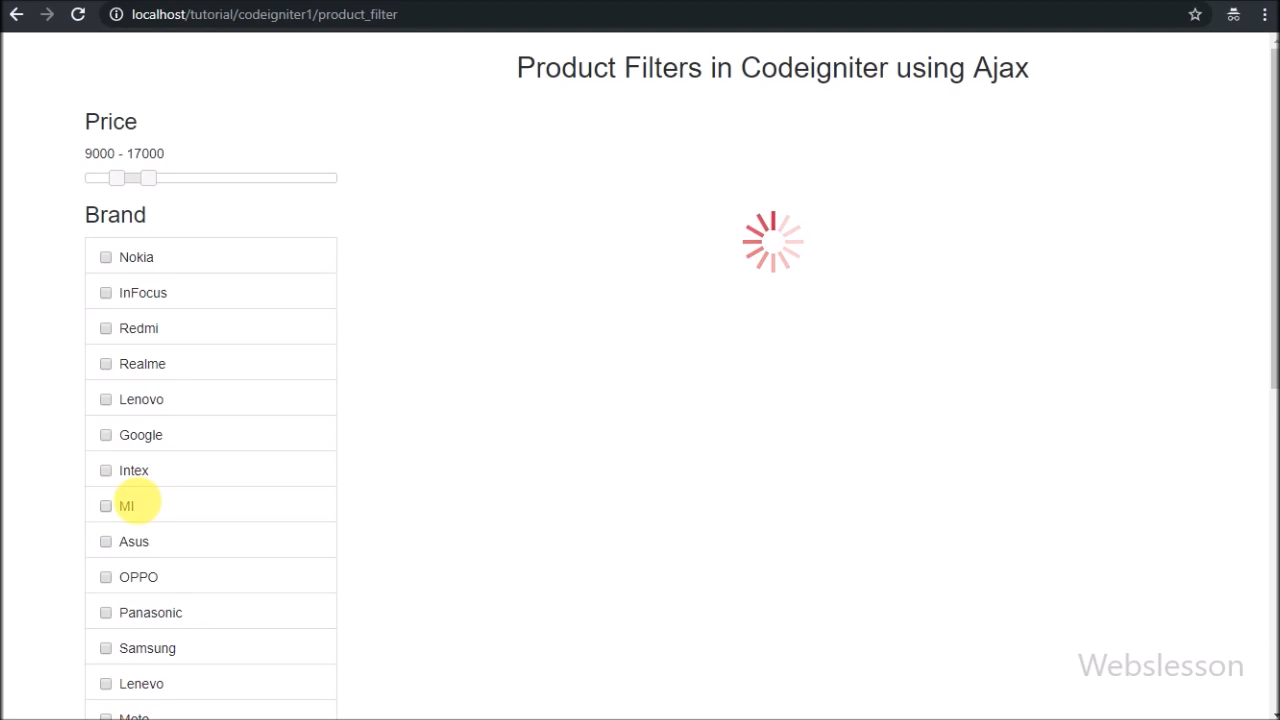 localhost/tutorial/codeigniter1/product_filter
Product Filters in Codeigniter using Ajax
Price
9000 - 17000
Brand
Nokia
InFocus
Redmi
Realme
Lenovo
Google
Intex
MI
Asus
OPPO
Panasonic
Samsung
Lenevo
Moto
Webslesson